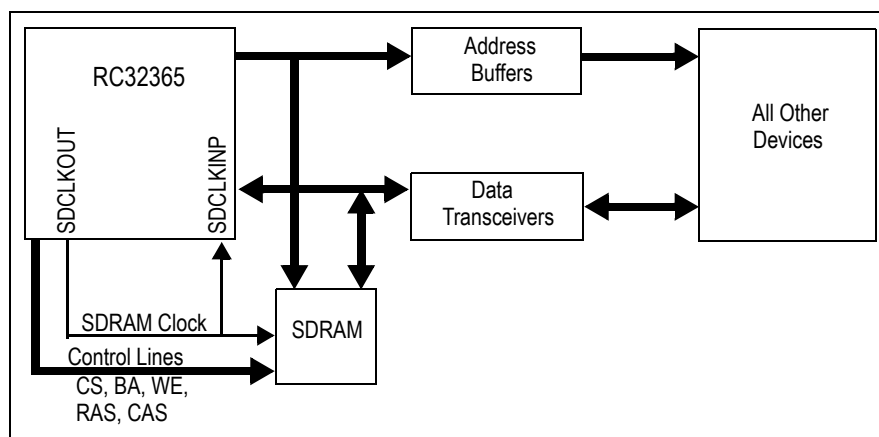 RC32365
SDCLKOUT
SDCLKINP
Address
Buffers
All Other
Devices
Data
Transceivers
SDRAM
SDRAM Clock
Control Lines
CS, BA, WE,
RAS, CAS